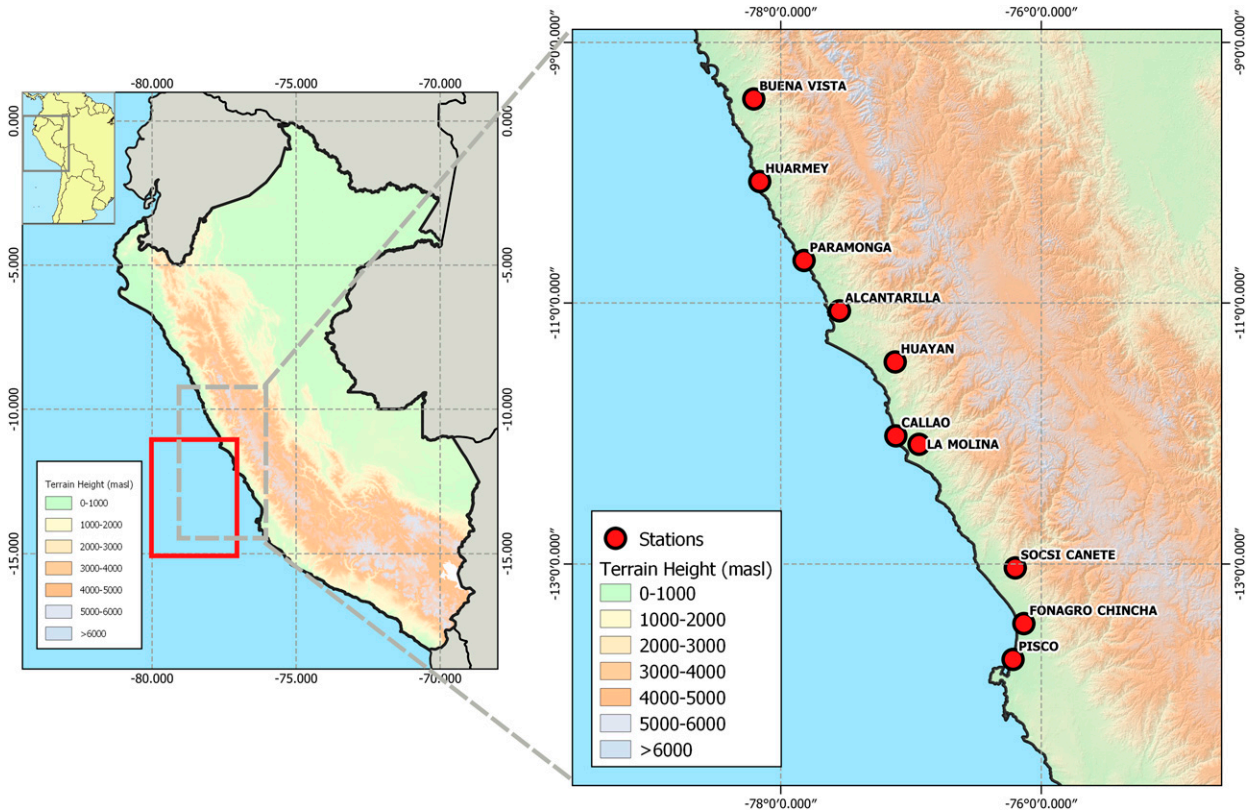 -80.000
-75.000
-70.000
0.000
-5.000
-10.000
-15.000
0.000
-5.000
-10.000
-15.000
Terrain Height (masl)
0-1000
1000-2000
2000-3000
3000-4000
4000-5000
5000-6000
>6000
-80.000
-75.000
-70.000
-78°0'0.000"
-76°0'0.000"
-9°0'0.000"
-11°0'0.000"
-13°0'0.000"
-9°0'0.000"
-11°0'0.000"
-13°0'0.000"
BUENA VISTA
HUARMEY
PARAMONGA
ALCANTARILLA
HUAYAN
CALLAO
LA MOLINA
SOCSI CANETE
FONAGRO CHINCHA
PISCO
Stations
Terrain Height (masl)
0-1000
1000-2000
2000-3000
3000-4000
4000-5000
5000-6000
>6000
-78°0'0.000"
-76°0'0.000"